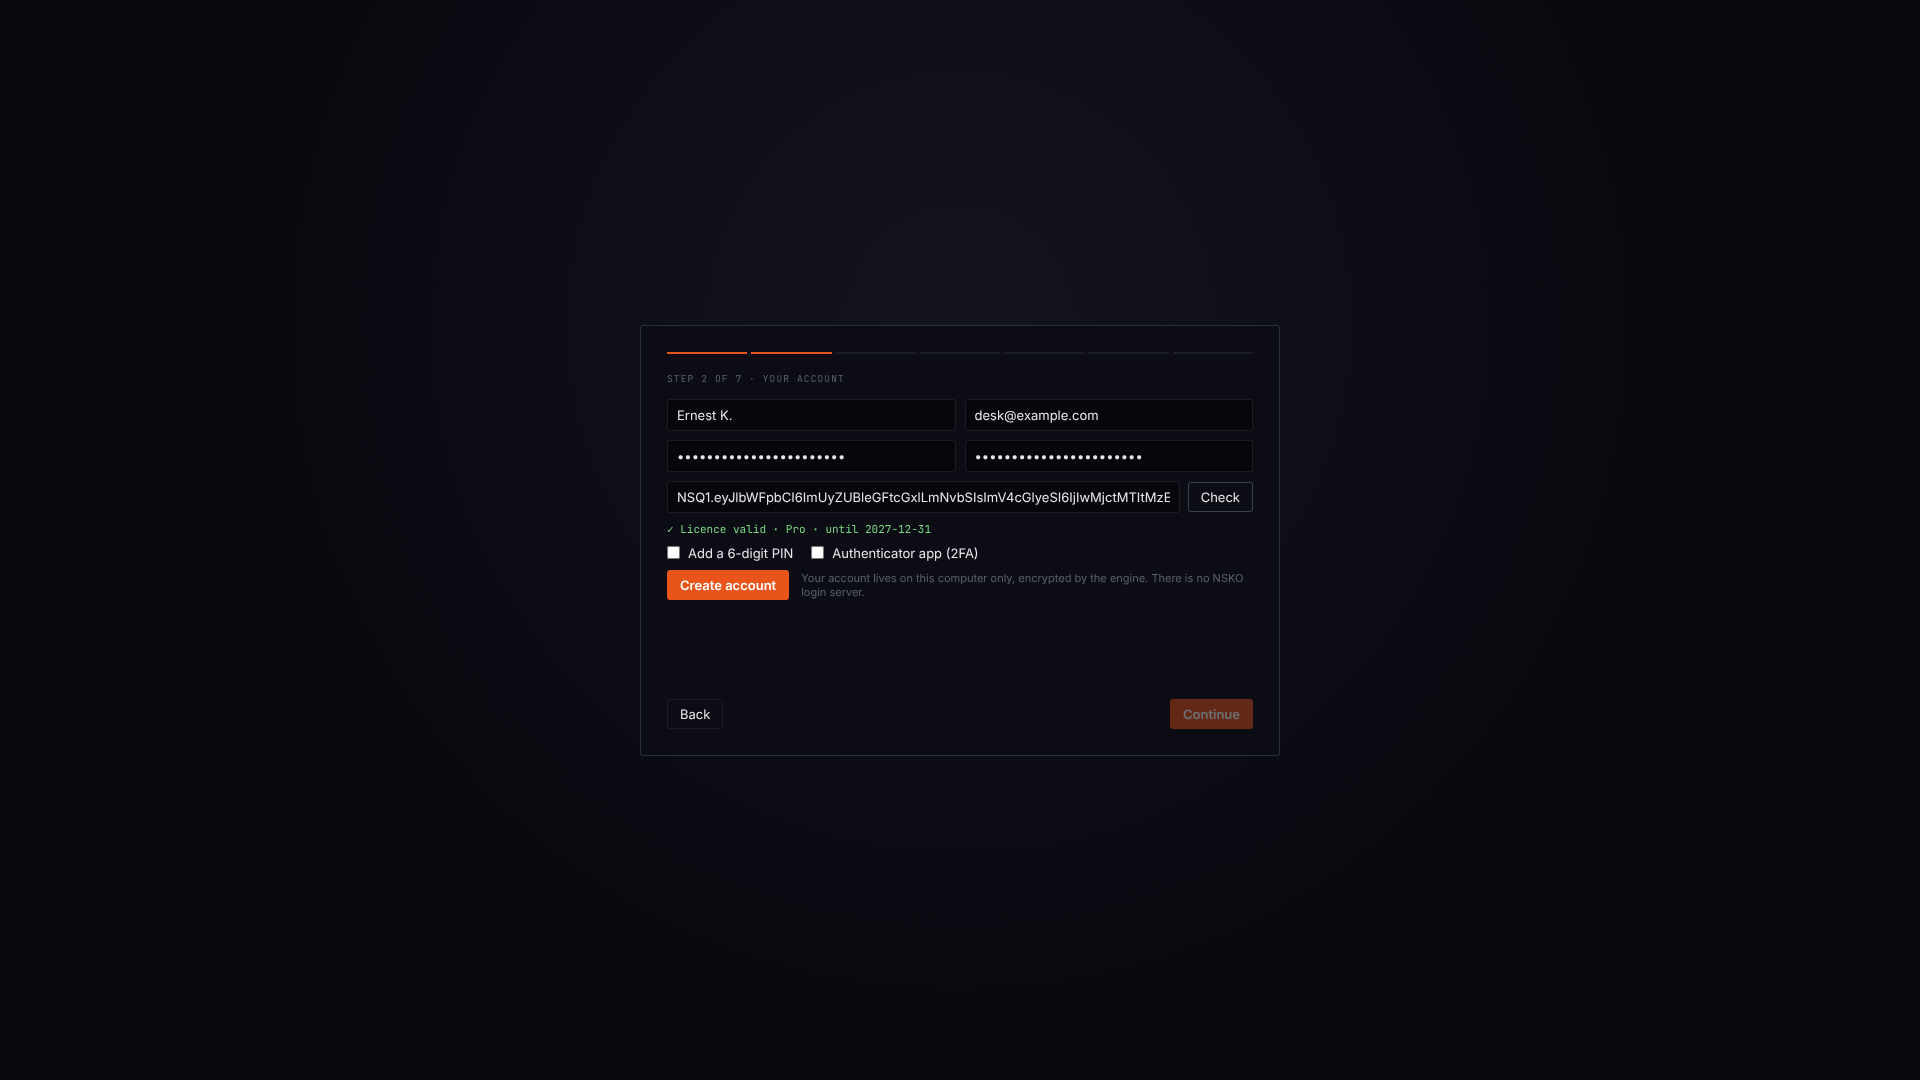 STEP 2 OF 7 · YOUR ACCOUNT
Ernest K.
desk@example.com
•••••••••••••••••••••••
•••••••••••••••••••••••
Check
✓ Licence valid · Pro · until 2027-12-31
Add a 6-digit PIN
Authenticator app (2FA)
Create account
Your account lives on this computer only, encrypted by the engine. There is no NSKO
login server.
Back
Continue